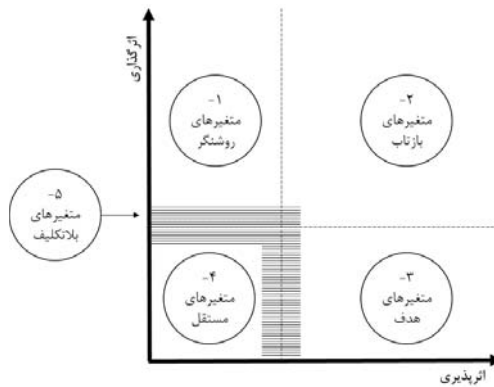 اثرگذاری
۱-
متغیرهای
روشنگر
۲-
متغیرهای
بازتاب
۵-
متغیرهای
بلاتکلیف
۴-
متغیرهای
مستقل
۳-
متغیرهای
هدف
اثرپذیری